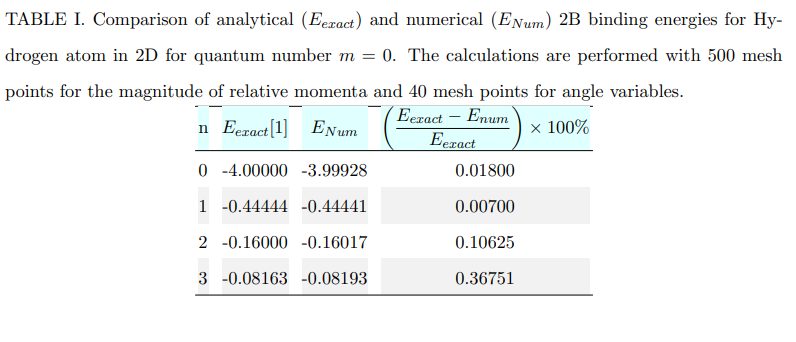 TABLE I. Comparison of analytical (E_{exact}) and numerical (E_{Num}) 2B binding energies for Hy-
drogen atom in 2D for quantum number m = 0. The calculations are performed with 500 mesh
points for the magnitude of relative momenta and 40 mesh points for angle variables.
n E_{exact}[1] E_{Num} \left(\frac{E_{exact} - E_{num}}{E_{exact}}\right) × 100%
0 -4.00000 -3.99928 0.01800
1 -0.44444 -0.44441 0.00700
2 -0.16000 -0.16017 0.10625
3 -0.08163 -0.08193 0.36751